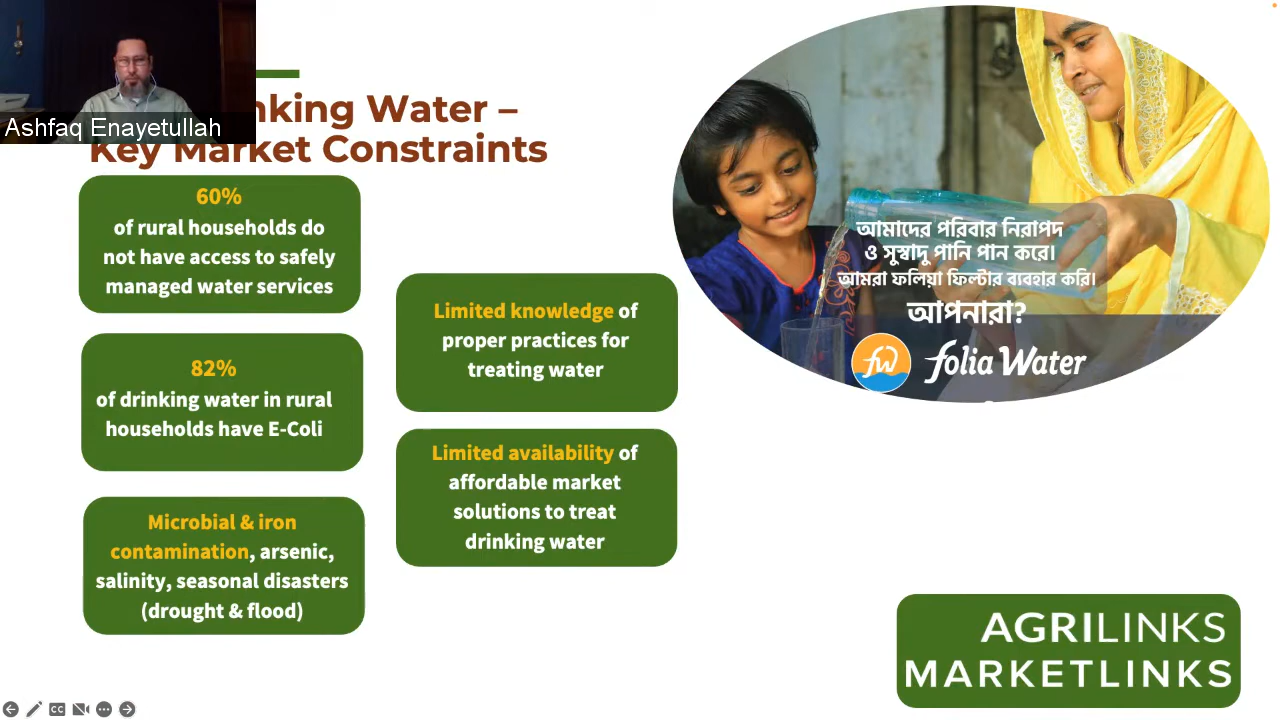 Ashfaq Enayetullah
nking Water –
Key Market Constraints
60%
of rural households do
not have access to safely
managed water services
82%
of drinking water in rural
households have E-Coli
Microbial & iron
contamination, arsenic,
salinity, seasonal disasters
(drought & flood)
Limited knowledge of
proper practices for
treating water
Limited availability of
affordable market
solutions to treat
drinking water
আমাদের পরিবার নিরাপদ
ও সুস্বাদু পানি পান করে।
আমরা ফলিয়া ফিল্টার ব্যবহার করি।
আপনারা?
fw folia Water
AGRILINKS
MARKETLINKS
CC